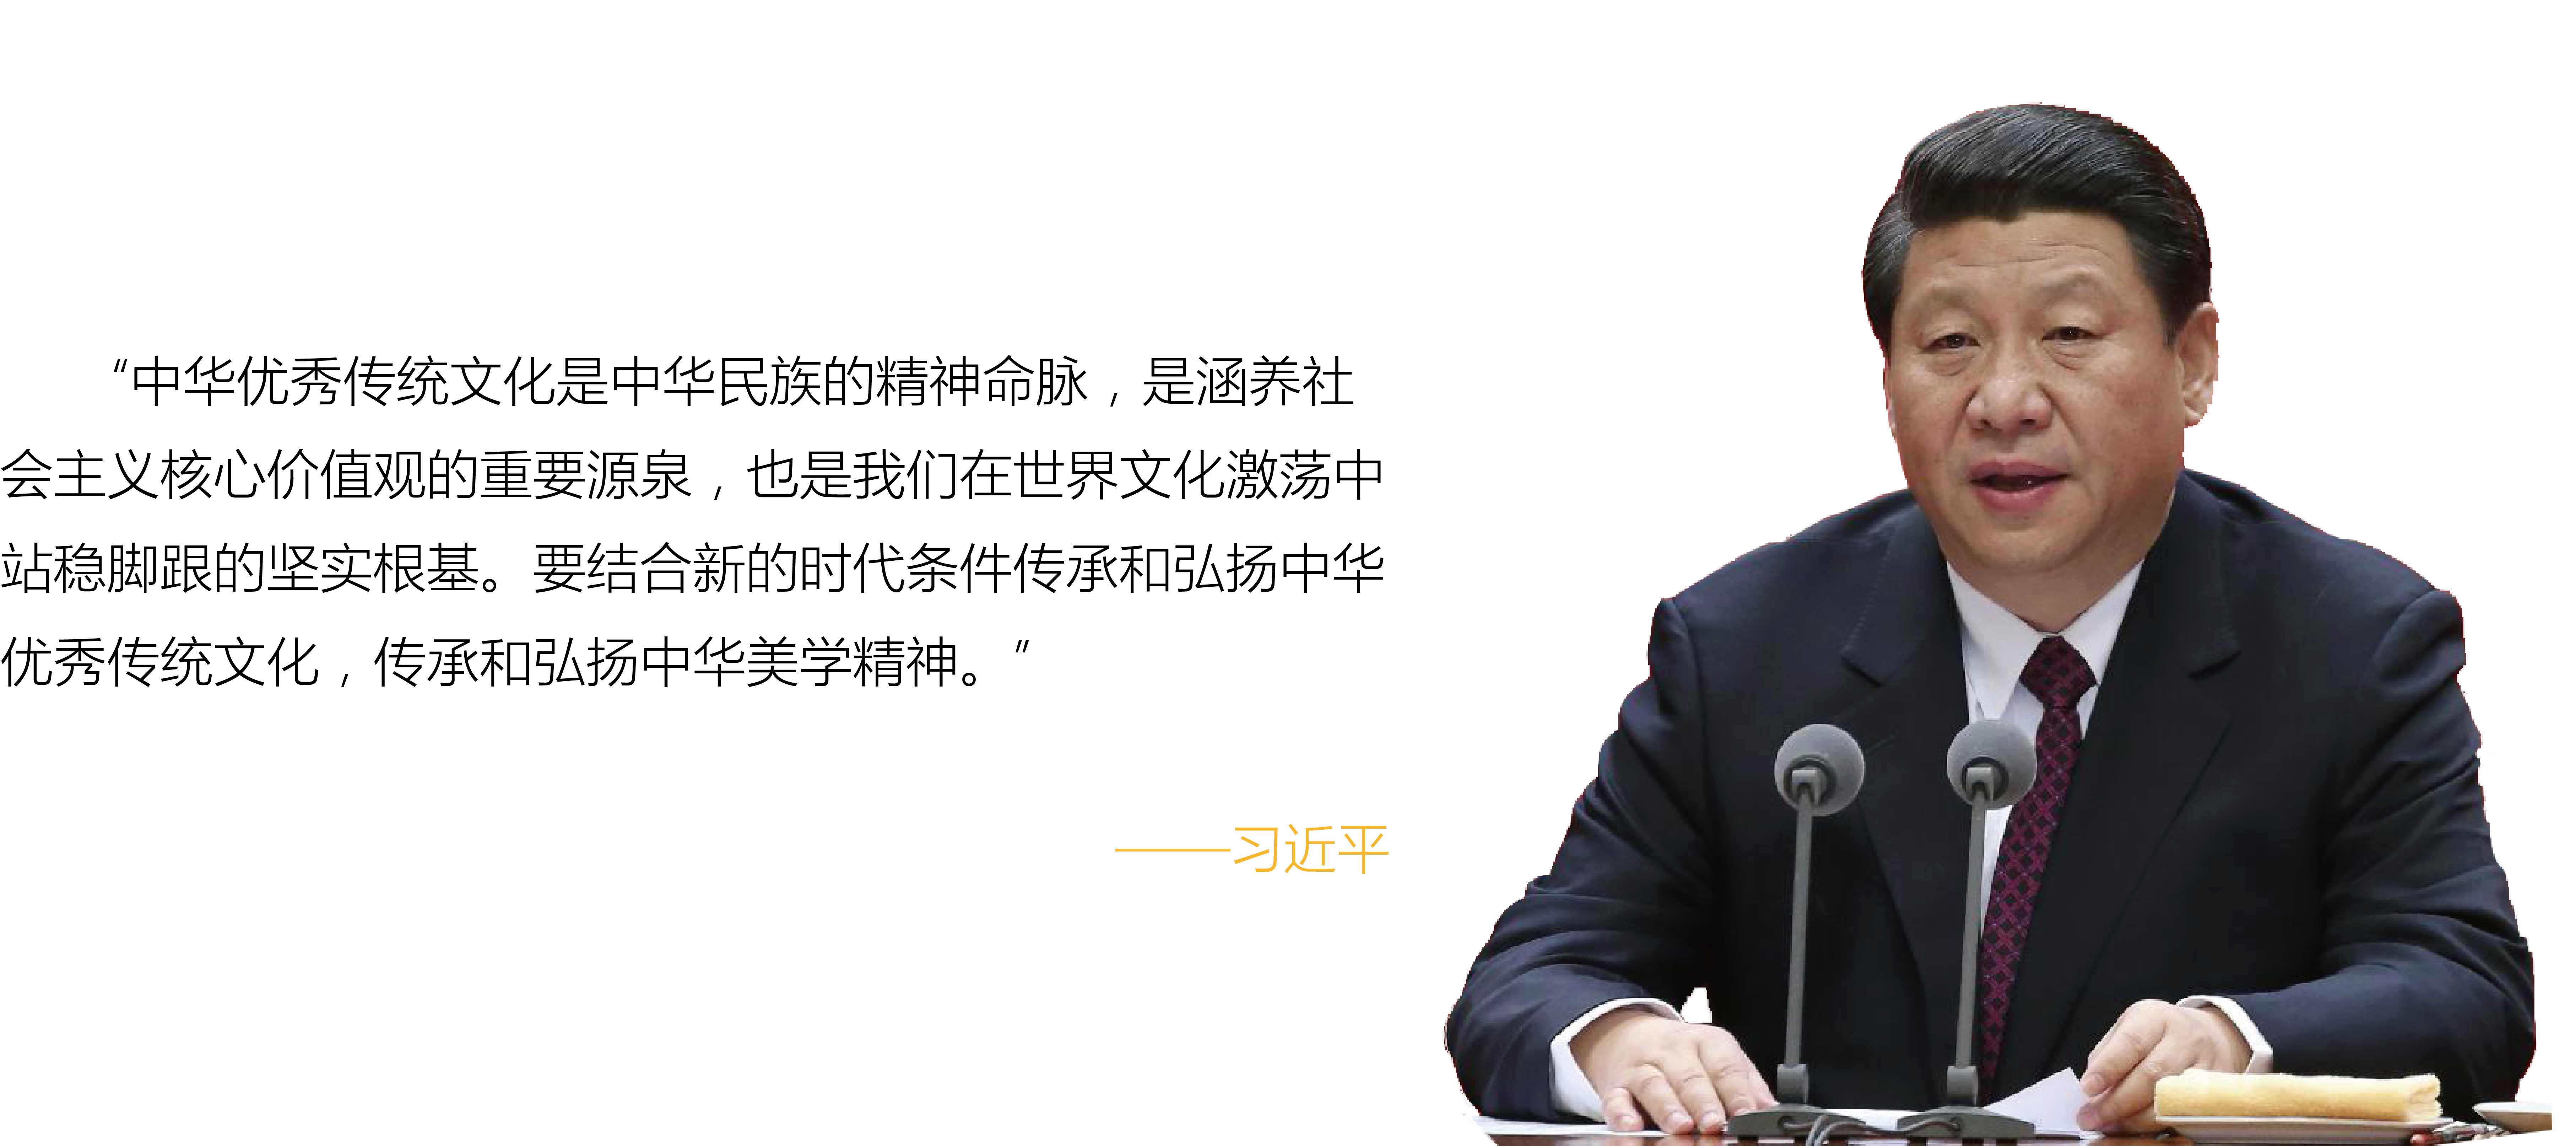 “中华优秀传统文化是中华民族的精神命脉，是涵养社
会主义核心价值观的重要源泉，也是我们在世界文化激荡中
站稳脚跟的坚实根基。要结合新的时代条件传承和弘扬中华
优秀传统文化，传承和弘扬中华美学精神。”
——习近平